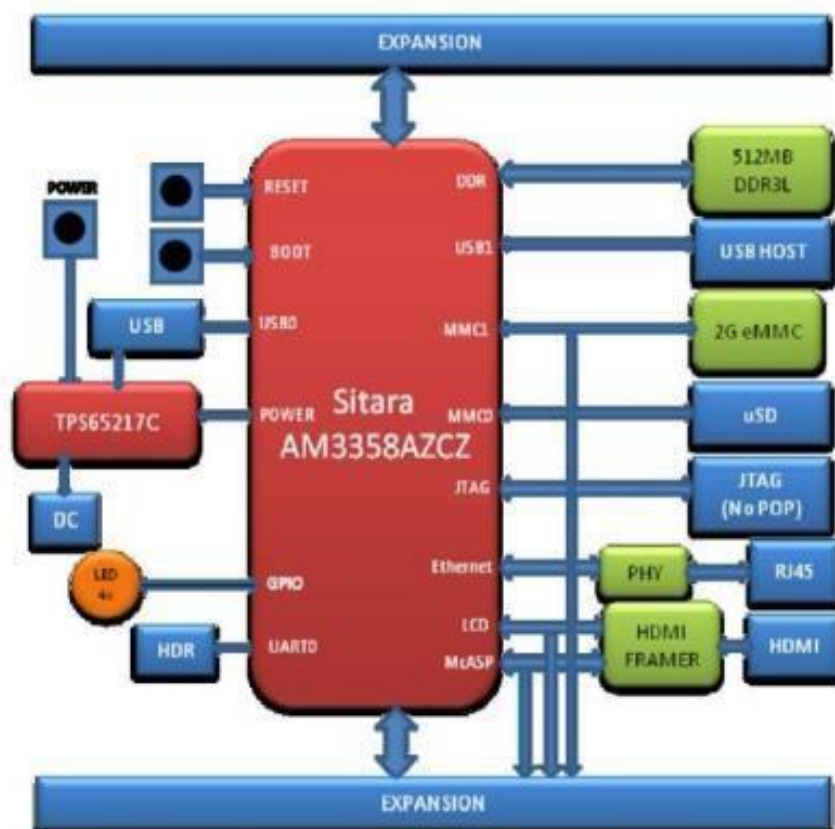 EXPANSION
POWER
RESET
BOOT
USB
USB0
TPS65217C
POWER
DC
LED
4x
GPIO
HDR
UART0
Sitara
AM3358AZCZ
DDR
512MB
DDR3L
USB1
USB HOST
MMC1
2G eMMC
MMC0
uSD
JTAG
JTAG
(No POP)
Ethernet
PHY
RJ45
LCD
McASP
HDMI
FRAMER
HDMI
EXPANSION